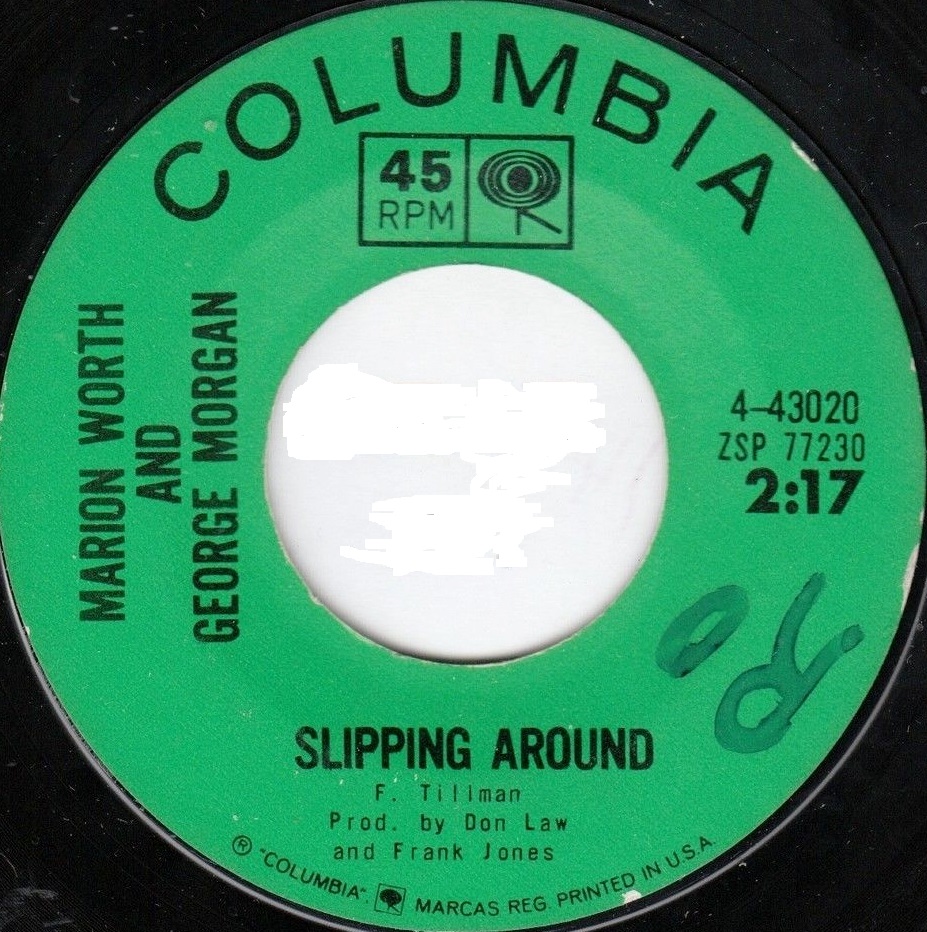 COLUMBIA
45
RPM
MARION WORTH
AND
GEORGE MORGAN
4-43020
ZSP 77230
2:17
SLIPPING AROUND
F. Tillman
Prod. by Don Law
and Frank Jones
® "COLUMBIA", MARCAS REG. PRINTED IN U.S.A.